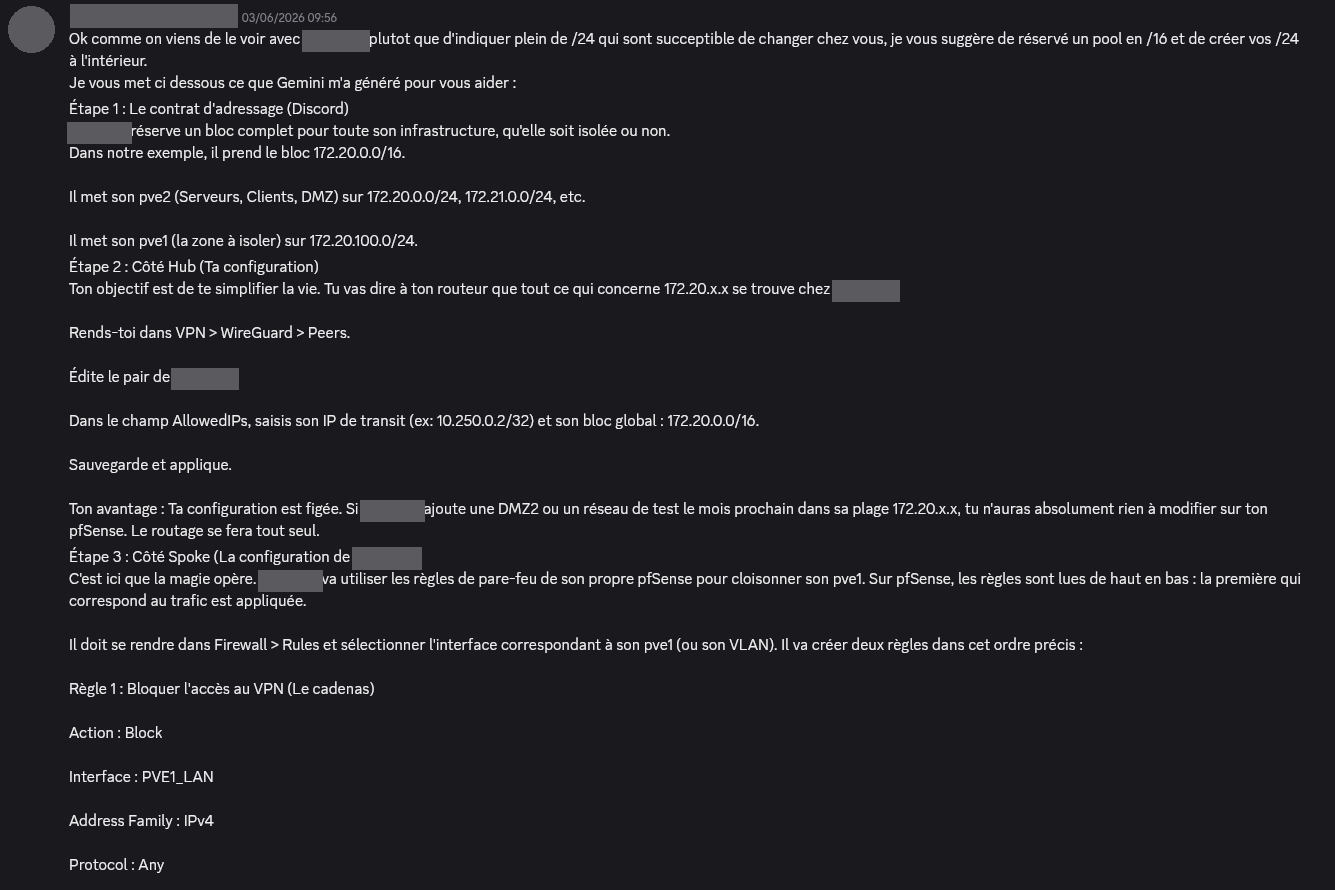 03/06/2026 09:56
Ok comme on viens de le voir avec plutot que d'indiquer plein de /24 qui sont succeptible de changer chez vous, je vous suggère de réservé un pool en /16 et de créer vos /24
à l'intérieur.
Je vous met ci dessous ce que Gemini m'a généré pour vous aider :
Étape 1 : Le contrat d'adressage (Discord)
réserve un bloc complet pour toute son infrastructure, qu'elle soit isolée ou non.
Dans notre exemple, il prend le bloc 172.20.0.0/16.
Il met son pve2 (Serveurs, Clients, DMZ) sur 172.20.0.0/24, 172.21.0.0/24, etc.
Il met son pve1 (la zone à isoler) sur 172.20.100.0/24.
Étape 2 : Côté Hub (Ta configuration)
Ton objectif est de te simplifier la vie. Tu vas dire à ton routeur que tout ce qui concerne 172.20.x.x se trouve chez
Rends-toi dans VPN > WireGuard > Peers.
Édite le pair de
Dans le champ AllowedIPs, saisis son IP de transit (ex: 10.250.0.2/32) et son bloc global : 172.20.0.0/16.
Sauvegarde et applique.
Ton avantage : Ta configuration est figée. Si ajoute une DMZ2 ou un réseau de test le mois prochain dans sa plage 172.20.x.x, tu n'auras absolument rien à modifier sur ton
pfSense. Le routage se fera tout seul.
Étape 3 : Côté Spoke (La configuration de
C'est ici que la magie opère. va utiliser les règles de pare-feu de son propre pfSense pour cloisonner son pve1. Sur pfSense, les règles sont lues de haut en bas : la première qui
correspond au trafic est appliquée.
Il doit se rendre dans Firewall > Rules et sélectionner l'interface correspondant à son pve1 (ou son VLAN). Il va créer deux règles dans cet ordre précis :
Règle 1 : Bloquer l'accès au VPN (Le cadenas)
Action : Block
Interface : PVE1_LAN
Address Family : IPv4
Protocol : Any